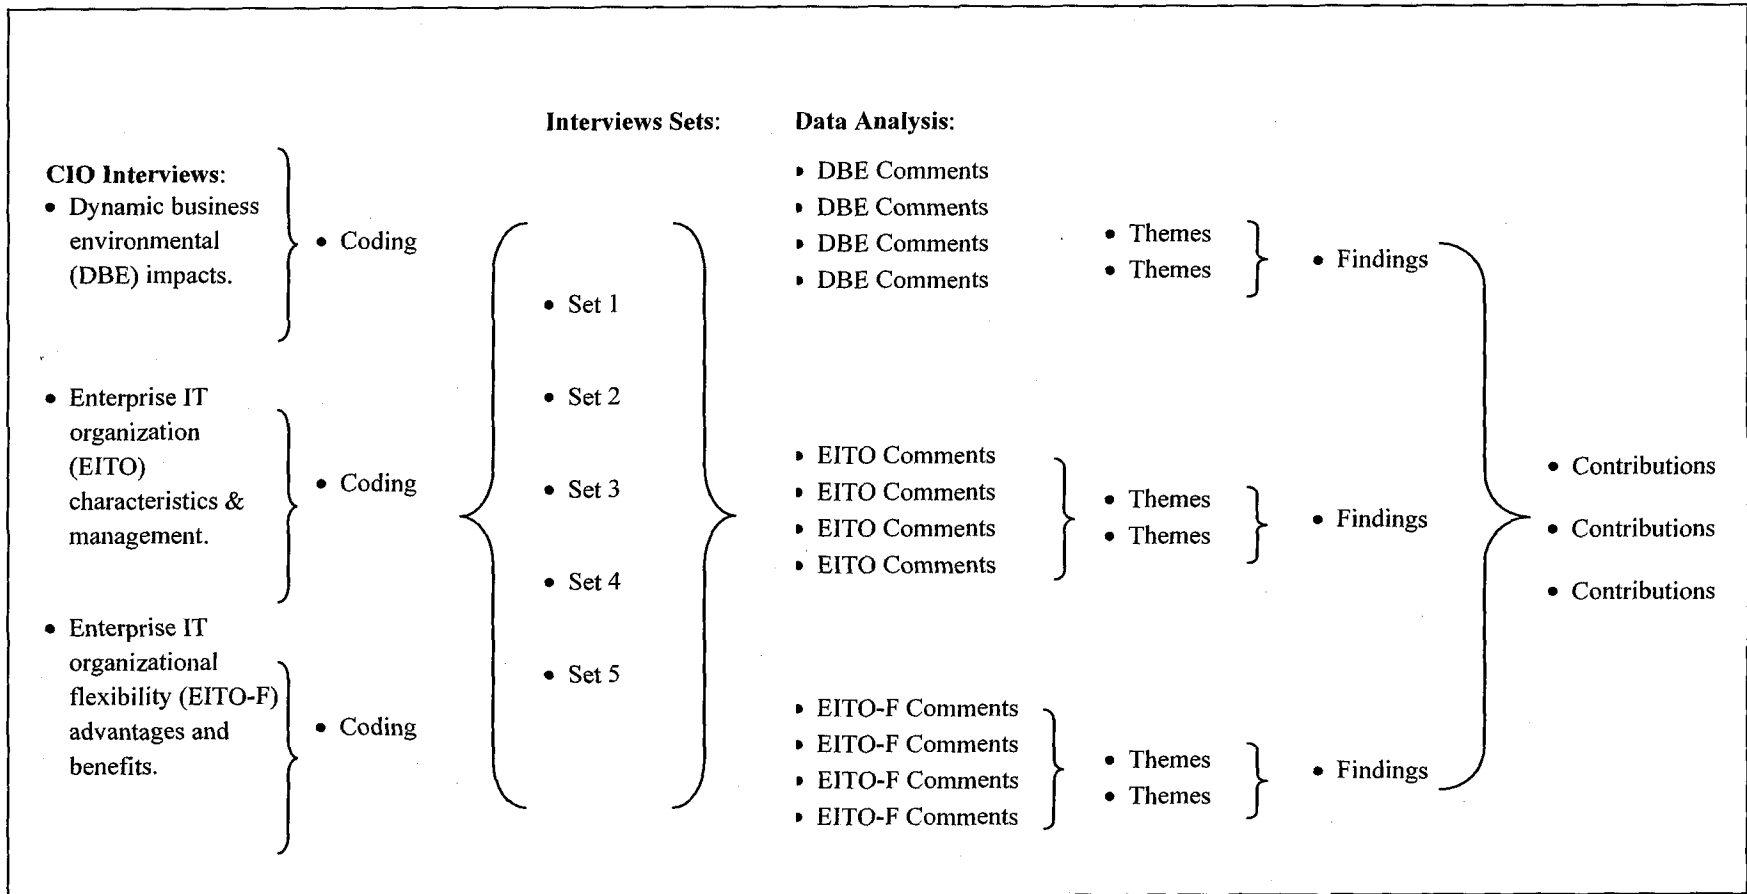 Interviews Sets:
Data Analysis:
CIO Interviews:
• Dynamic business
environmental
(DBE) impacts.
• Coding
• Enterprise IT
organization
(EITO)
characteristics &
management.
• Coding
• Enterprise IT
organizational
flexibility (EITO-F)
advantages and
benefits.
• Coding
• Set 1
• Set 2
• Set 3
• Set 4
• Set 5
• DBE Comments
• DBE Comments
• DBE Comments
• DBE Comments
• Themes
• Themes
• Findings
• EITO Comments
• EITO Comments
• EITO Comments
• EITO Comments
• Themes
• Themes
• Findings
• EITO-F Comments
• EITO-F Comments
• EITO-F Comments
• EITO-F Comments
• Themes
• Themes
• Findings
• Contributions
• Contributions
• Contributions